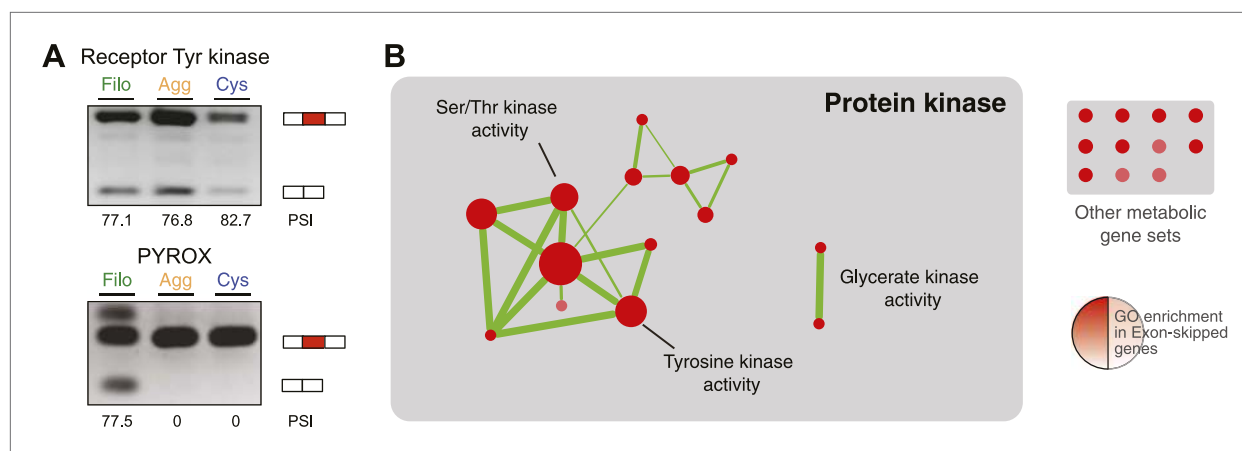 A
Receptor Tyr kinase
Filo Agg Cys
77.1 76.8 82.7 PSI
PYROX
Filo Agg Cys
77.5 0 0 PSI
B
Protein kinase
Ser/Thr kinase
activity
Glycerate kinase
activity
Tyrosine kinase
activity
Other metabolic
gene sets
GO enrichment
in Exon-skipped
genes